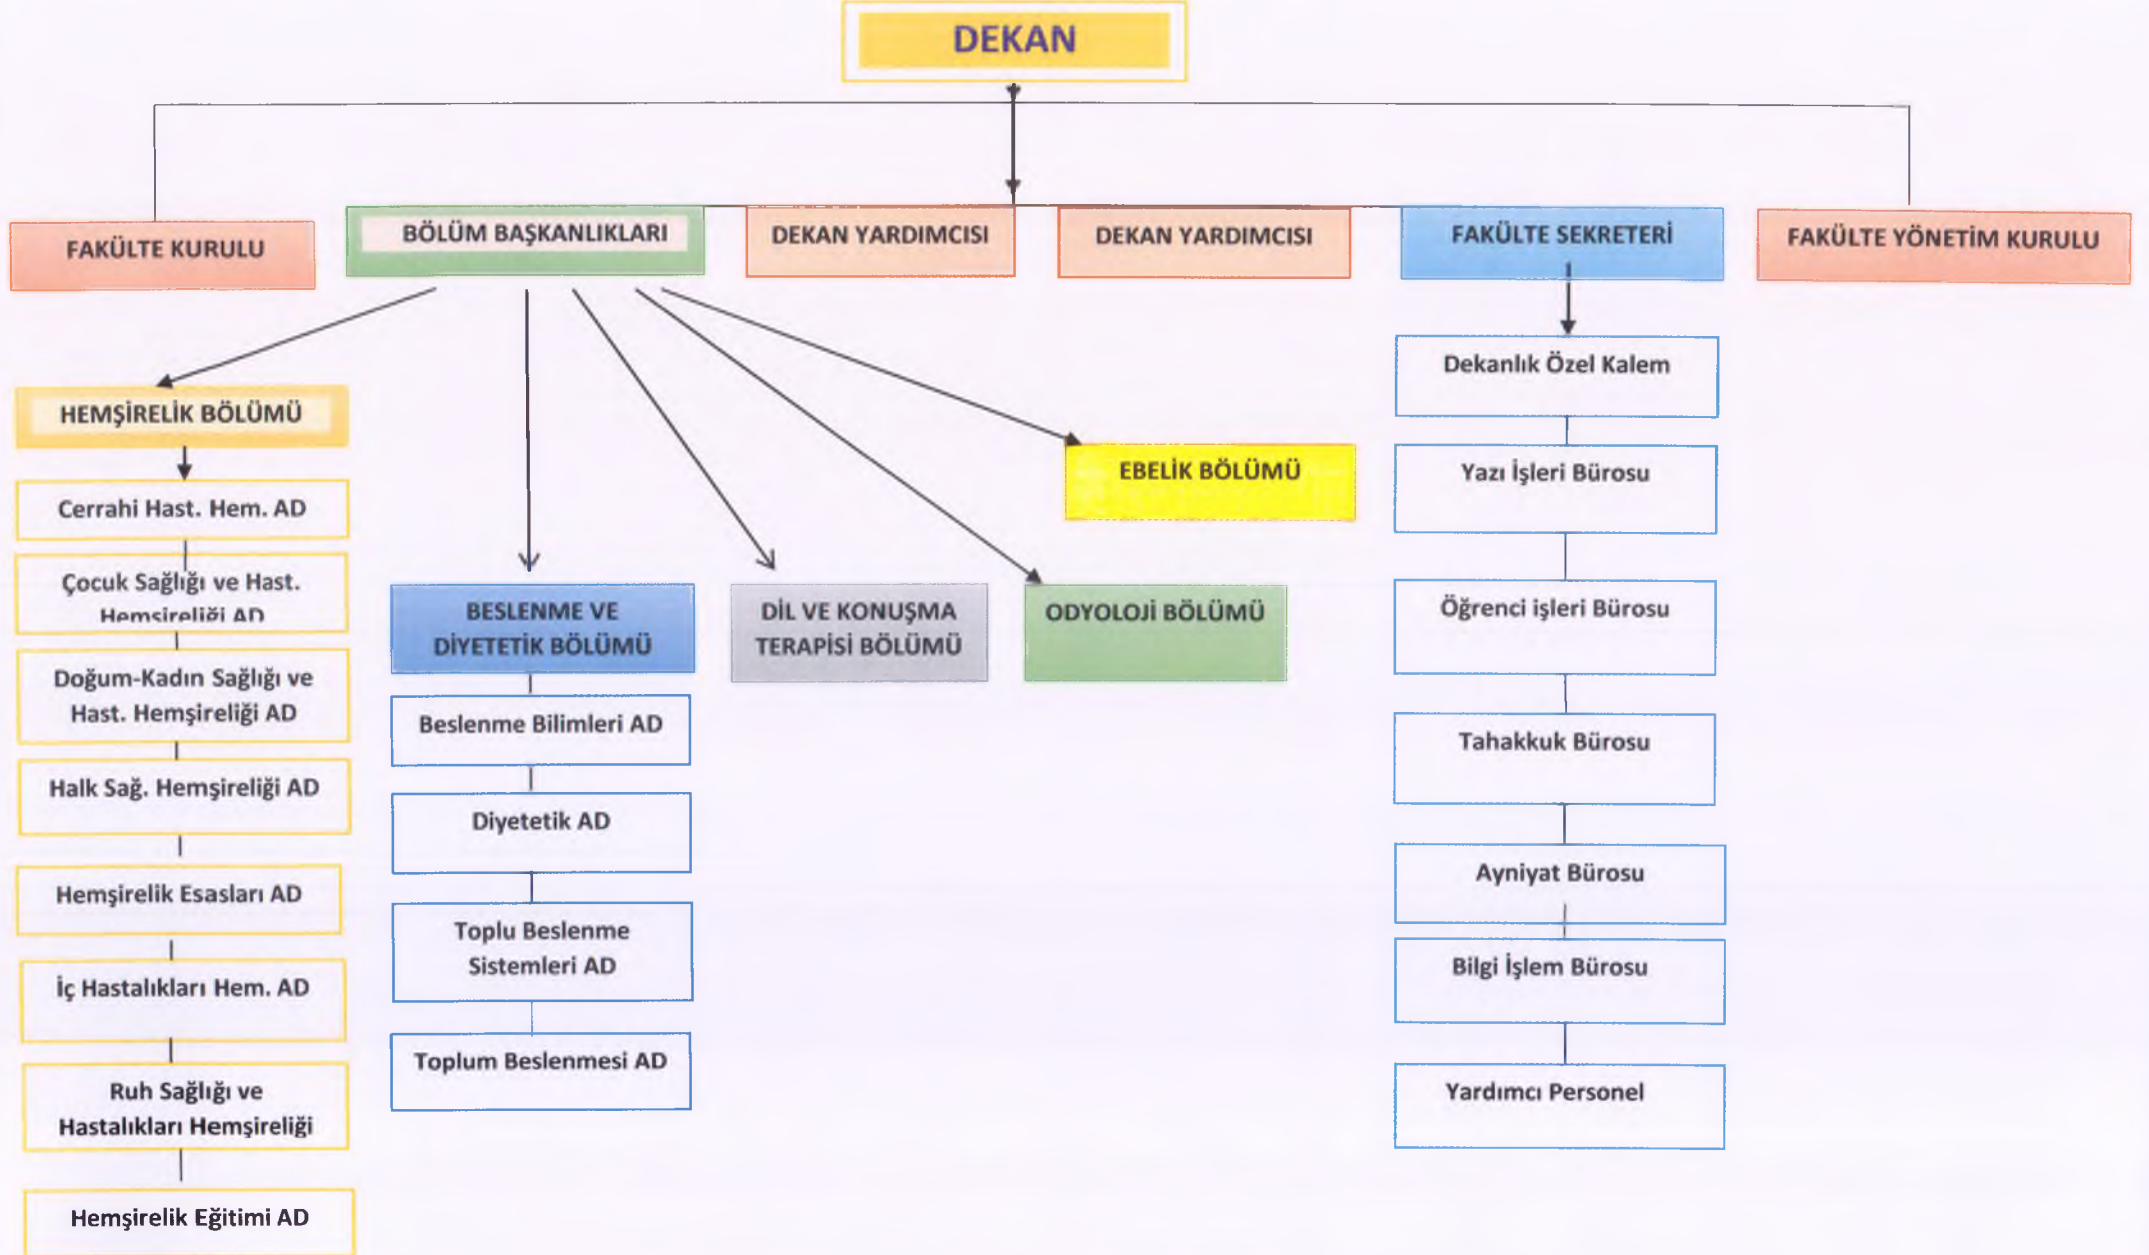 DEKAN
FAKÜLTE KURULU
BÖLÜM BAŞKANLIKLARI
DEKAN YARDIMCISI
DEKAN YARDIMCISI
FAKÜLTE SEKRETERİ
FAKÜLTE YÖNETİM KURULU
HEMŞİRELİK BÖLÜMÜ
Cerrahi Hast. Hem. AD
Çocuk Sağlığı ve Hast.
Hemşireliği AD
Doğum-Kadın Sağlığı ve
Hast. Hemşireliği AD
Halk Sağ. Hemşireliği AD
Hemşirelik Esasları AD
İç Hastalıkları Hem. AD
Ruh Sağlığı ve
Hastalıkları Hemşireliği
Hemşirelik Eğitimi AD
BESLENME VE
DİYETETİK BÖLÜMÜ
Beslenme Bilimleri AD
Diyetetik AD
Toplu Beslenme
Sistemleri AD
Toplum Beslenmesi AD
DİL VE KONUŞMA
TERAPİSİ BÖLÜMÜ
ODYOLOJİ BÖLÜMÜ
EBELİK BÖLÜMÜ
Dekanlık Özel Kalem
Yazı İşleri Bürosu
Öğrenci işleri Bürosu
Tahakkuk Bürosu
Ayniyat Bürosu
Bilgi İşlem Bürosu
Yardımcı Personel